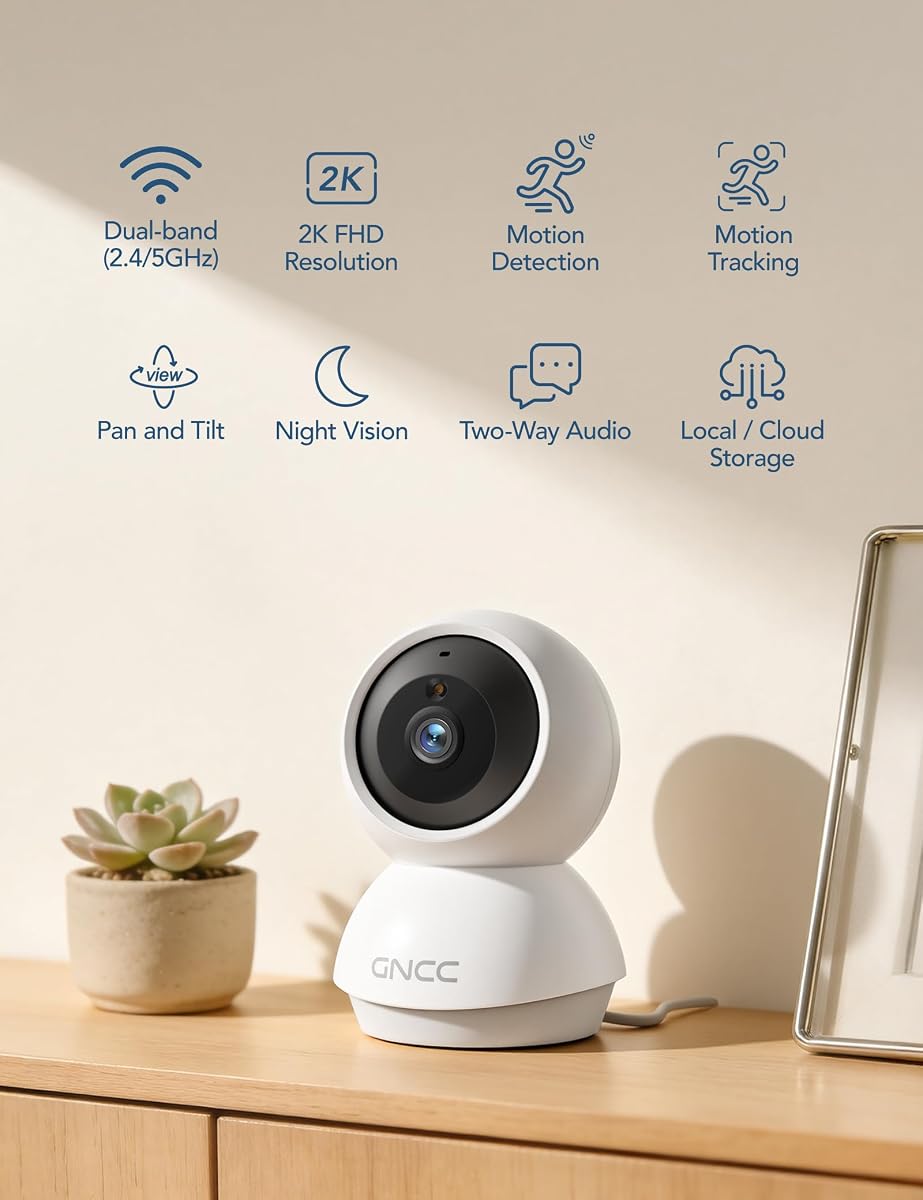 Dual-band
(2.4/5GHz)
2K
2K FHD
Resolution
Motion
Detection
Motion
Tracking
view
Pan and Tilt
Night Vision
Two-Way Audio
Local / Cloud
Storage
GNCC